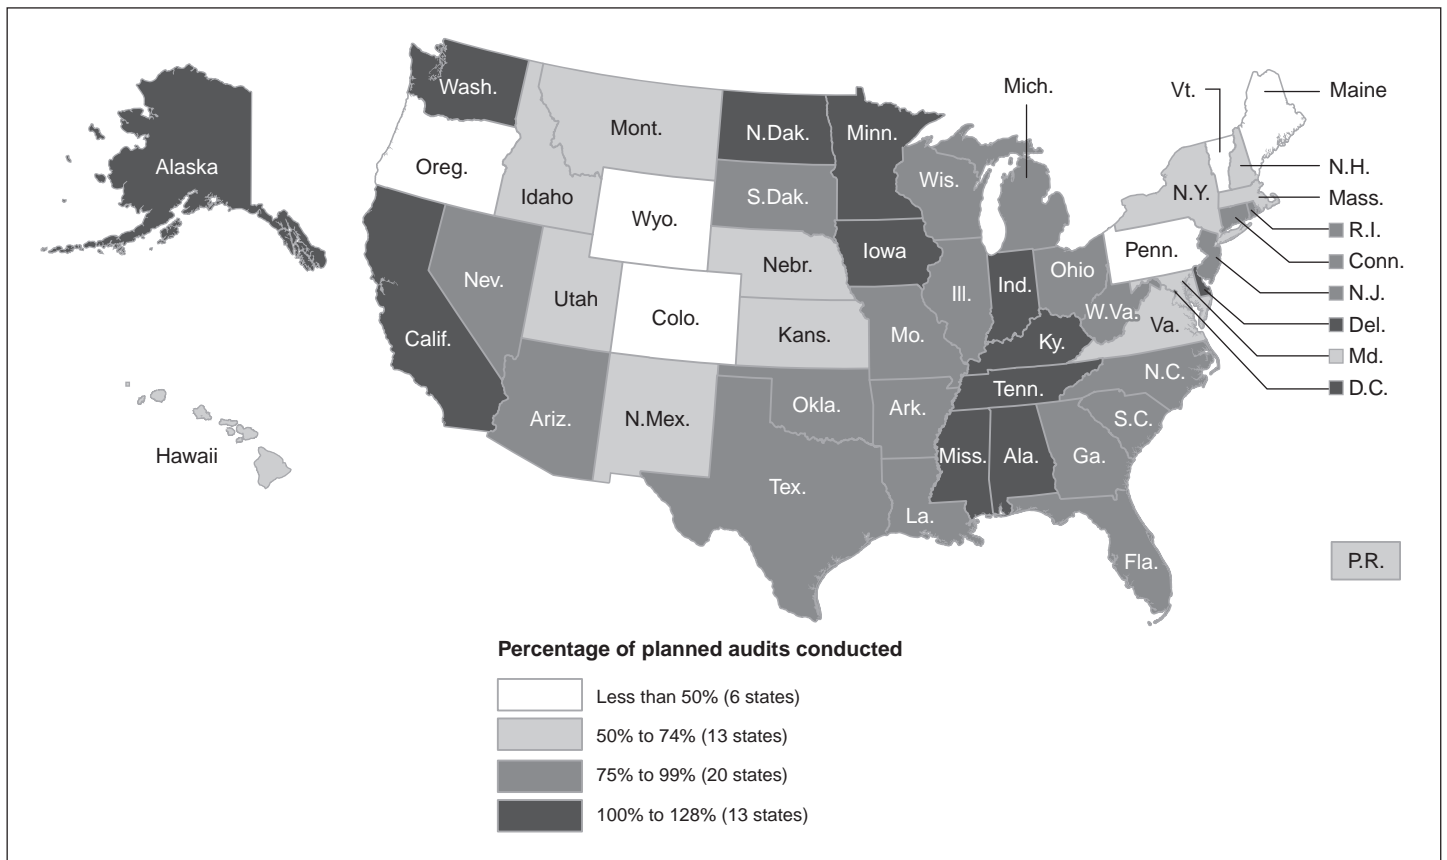 Mich.
Vt.
Maine
Wash.
Mont.
N.Dak.
Minn.
Alaska
Oreg.
Idaho
S.Dak.
Wis.
N.Y.
N.H.
Mass.
Wyo.
R.I.
Iowa
Penn.
Conn.
Nev.
Nebr.
Ohio
N.J.
Utah
Ill.
Ind.
Del.
Colo.
W.Va.
Va.
Calif.
Kans.
Mo.
Ky.
Md.
N.C.
D.C.
Tenn.
Ariz.
N.Mex.
Okla.
Ark.
S.C.
Hawaii
Miss.
Ala.
Ga.
Tex.
La.
Fla.
P.R.
Percentage of planned audits conducted
Less than 50% (6 states)
50% to 74% (13 states)
75% to 99% (20 states)
100% to 128% (13 states)